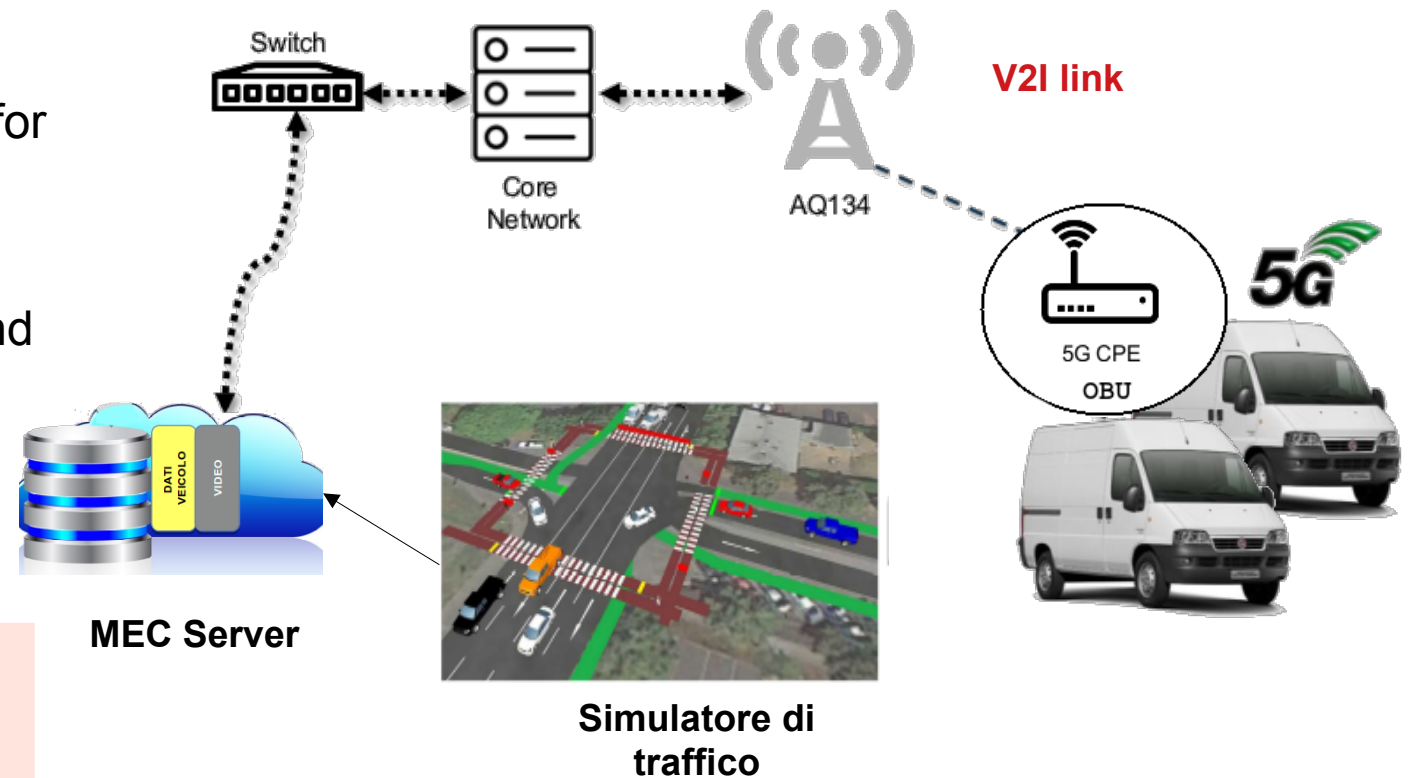 Switch
for
V2I link
Core
Network
AQ134
5G
nd
5G CPE
OBU
DATI
VEICOLO
VIDEO
MEC Server
Simulatore di
traffico